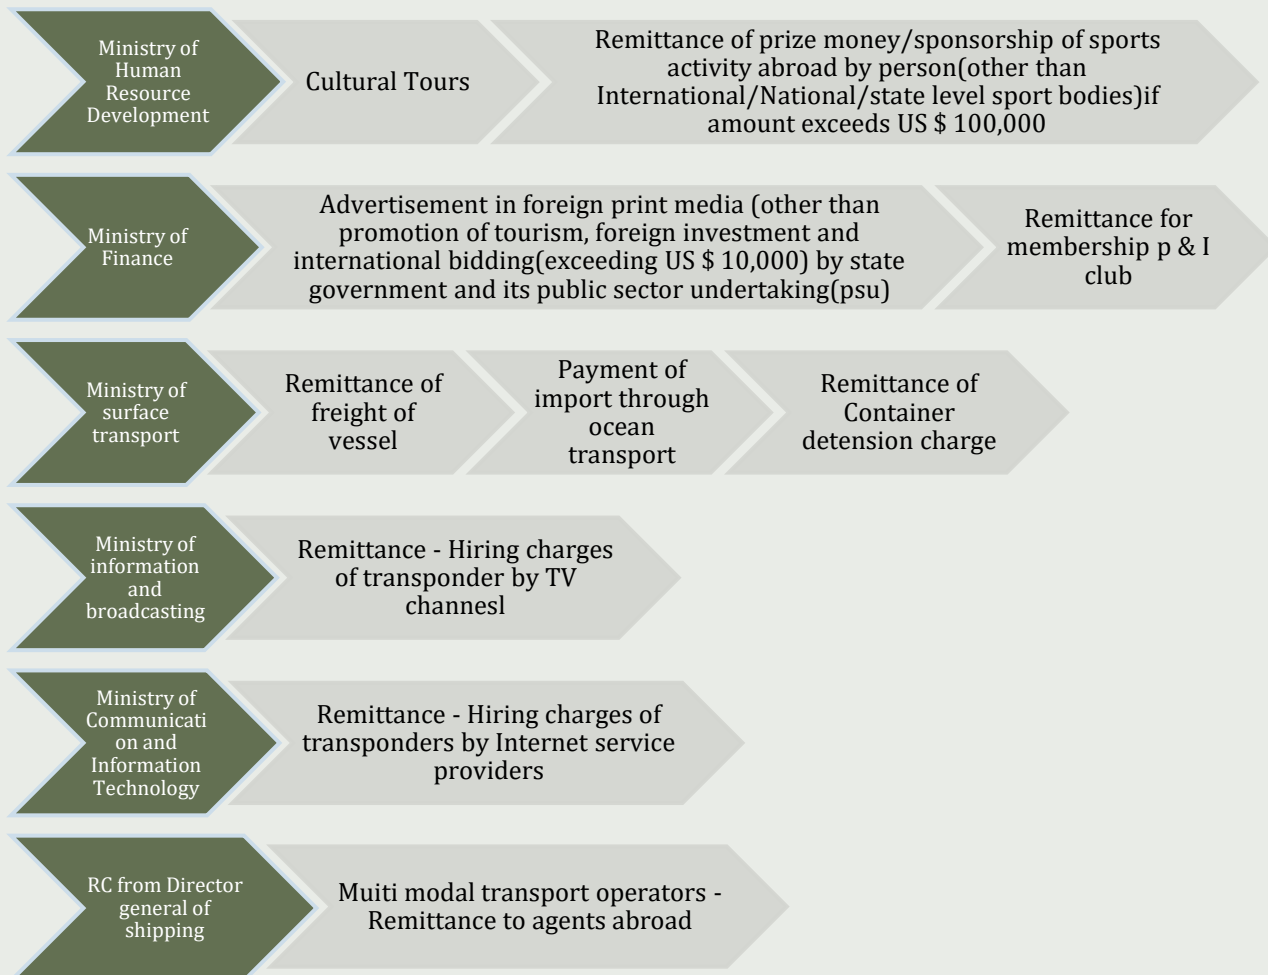 Ministry of
Human
Resource
Development
Cultural Tours
Remittance of prize money/sponsorship of sports
activity abroad by person(other than
International/National/state level sport bodies)if
amount exceeds US $ 100,000
Ministry of
Finance
Advertisement in foreign print media (other than
promotion of tourism, foreign investment and
international bidding(exceeding US $ 10,000) by state
government and its public sector undertaking(psu)
Remittance for
membership p & I
club
Ministry of
surface
transport
Remittance of
freight of
vessel
Payment of
import through
ocean
transport
Remittance of
Container
detension charge
Ministry of
information
and
broadcasting
Remittance - Hiring charges
of transponder by TV
channesl
Ministry of
Communicati
on and
Information
Technology
Remittance - Hiring charges of
transponders by Internet service
providers
RC from Director
general of
shipping
Muiti modal transport operators -
Remittance to agents abroad